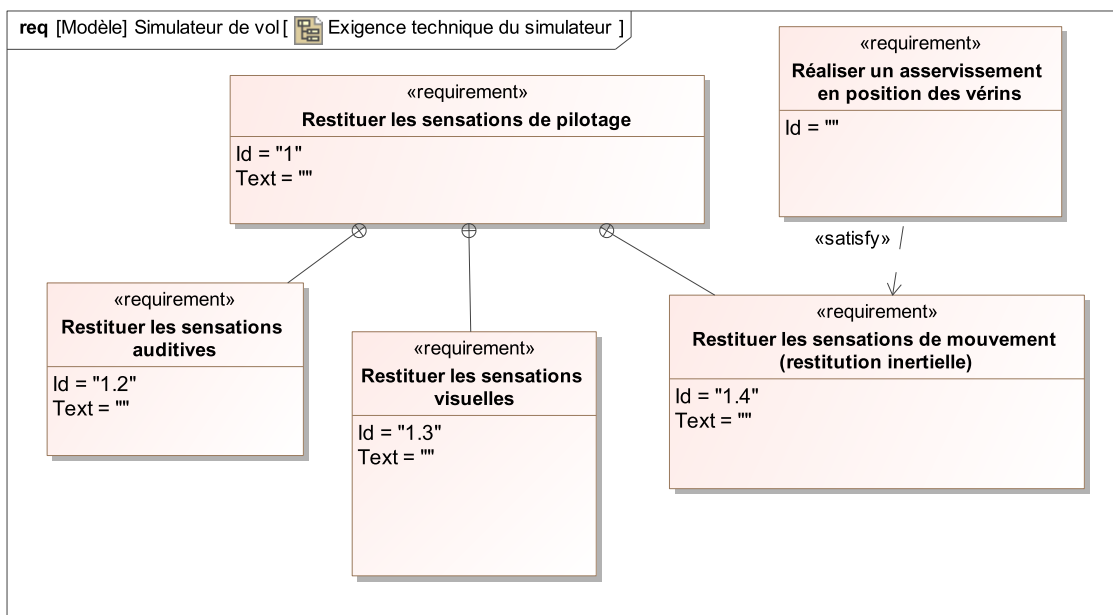 req [Modèle] Simulateur de vol[ Exigence technique du simulateur ]
«requirement»
Réaliser un asservissement
en position des vérins
Id = ""
«requirement»
Restituer les sensations de pilotage
Id = "1"
Text = ""
«satisfy»
«requirement»
Restituer les sensations
auditives
Id = "1.2"
Text = ""
«requirement»
Restituer les sensations
visuelles
Id = "1.3"
Text = ""
«requirement»
Restituer les sensations de mouvement
(restitution inertielle)
Id = "1.4"
Text = ""